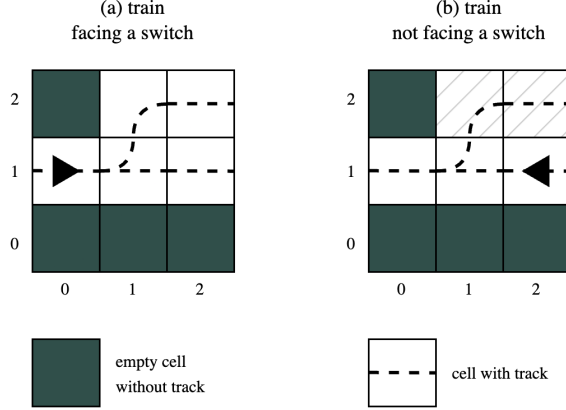 (a) train
facing a switch
(b) train
not facing a switch
2
1
0
0 1 2
2
1
0
0 1 2
empty cell
without track
cell with track